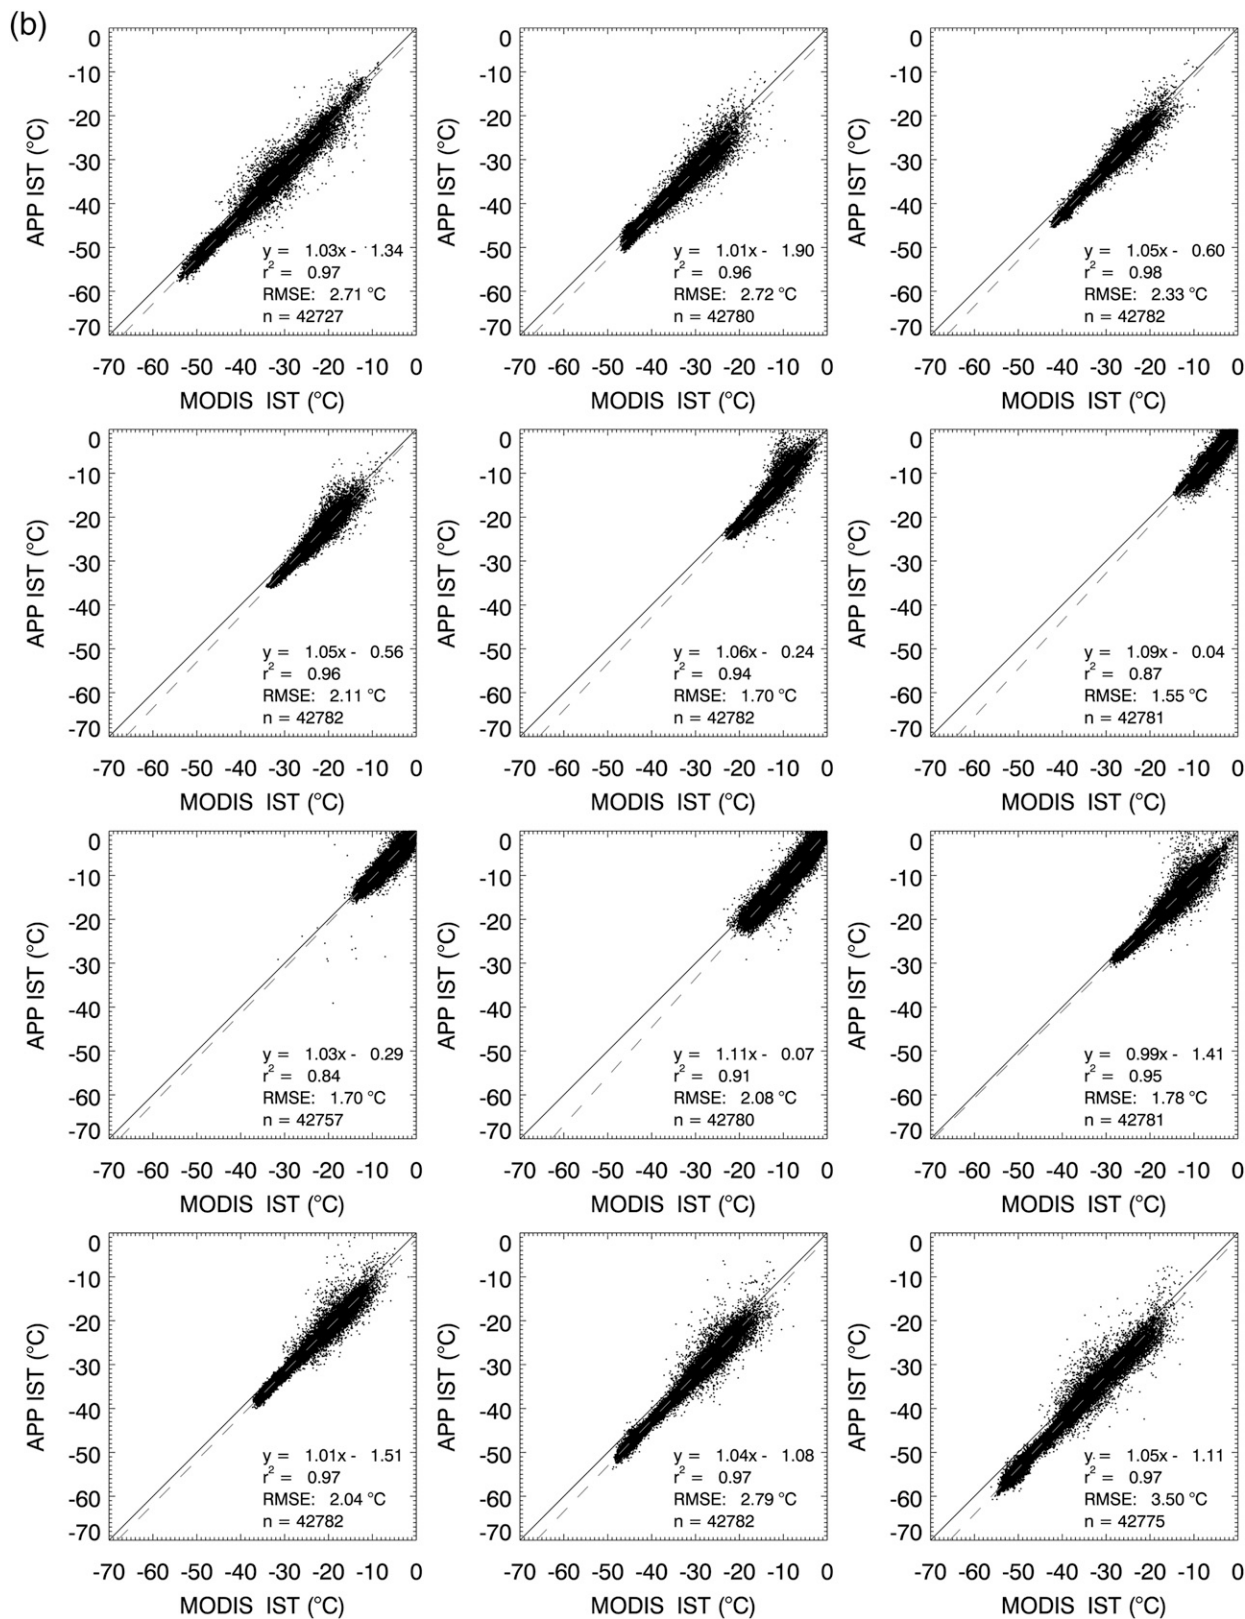 (b)
0
-10
-20
-30
-40
-50
-60
-70
APP IST (°C)
y = 1.03x - 1.34
r² = 0.97
RMSE: 2.71 °C
n = 42727
-70 -60 -50 -40 -30 -20 -10 0
MODIS IST (°C)
0
-10
-20
-30
-40
-50
-60
-70
APP IST (°C)
y = 1.01x - 1.90
r² = 0.96
RMSE: 2.72 °C
n = 42780
-70 -60 -50 -40 -30 -20 -10 0
MODIS IST (°C)
0
-10
-20
-30
-40
-50
-60
-70
APP IST (°C)
y = 1.05x - 0.60
r² = 0.98
RMSE: 2.33 °C
n = 42782
-70 -60 -50 -40 -30 -20 -10 0
MODIS IST (°C)
0
-10
-20
-30
-40
-50
-60
-70
APP IST (°C)
y = 1.05x - 0.56
r² = 0.96
RMSE: 2.11 °C
n = 42782
-70 -60 -50 -40 -30 -20 -10 0
MODIS IST (°C)
0
-10
-20
-30
-40
-50
-60
-70
APP IST (°C)
y = 1.06x - 0.24
r² = 0.94
RMSE: 1.70 °C
n = 42782
-70 -60 -50 -40 -30 -20 -10 0
MODIS IST (°C)
0
-10
-20
-30
-40
-50
-60
-70
APP IST (°C)
y = 1.09x - 0.04
r² = 0.87
RMSE: 1.55 °C
n = 42781
-70 -60 -50 -40 -30 -20 -10 0
MODIS IST (°C)
0
-10
-20
-30
-40
-50
-60
-70
APP IST (°C)
y = 1.03x - 0.29
r² = 0.84
RMSE: 1.70 °C
n = 42757
-70 -60 -50 -40 -30 -20 -10 0
MODIS IST (°C)
0
-10
-20
-30
-40
-50
-60
-70
APP IST (°C)
y = 1.11x - 0.07
r² = 0.91
RMSE: 2.08 °C
n = 42780
-70 -60 -50 -40 -30 -20 -10 0
MODIS IST (°C)
0
-10
-20
-30
-40
-50
-60
-70
APP IST (°C)
y = 0.99x - 1.41
r² = 0.95
RMSE: 1.78 °C
n = 42781
-70 -60 -50 -40 -30 -20 -10 0
MODIS IST (°C)
0
-10
-20
-30
-40
-50
-60
-70
APP IST (°C)
y = 1.01x - 1.51
r² = 0.97
RMSE: 2.04 °C
n = 42782
-70 -60 -50 -40 -30 -20 -10 0
MODIS IST (°C)
0
-10
-20
-30
-40
-50
-60
-70
APP IST (°C)
y = 1.04x - 1.08
r² = 0.97
RMSE: 2.79 °C
n = 42782
-70 -60 -50 -40 -30 -20 -10 0
MODIS IST (°C)
0
-10
-20
-30
-40
-50
-60
-70
APP IST (°C)
y = 1.05x - 1.11
r² = 0.97
RMSE: 3.50 °C
n = 42775
-70 -60 -50 -40 -30 -20 -10 0
MODIS IST (°C)